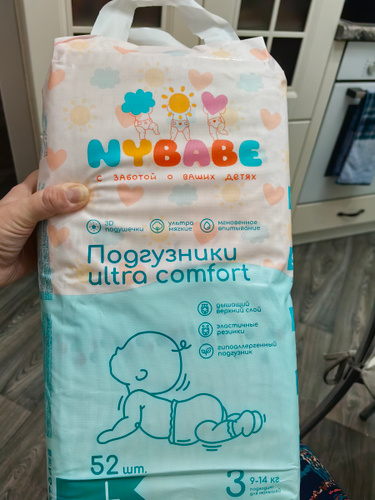 NYBABE
с заботой о ваших детях
3D
подушечки
ультра
мягкие
мгновенное
впитывание
Подгузники
ultra comfort
дышащий
верхний слой
эластичные
резинки
гипоаллергенный
подгузник
52 шт.
3
9-14 кг